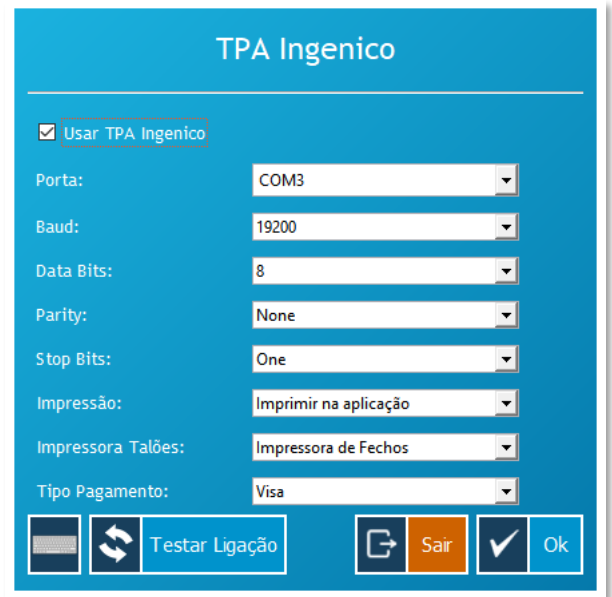 TPA Ingenico
Usar TPA Ingenico
Porta: COM3
Baud: 19200
Data Bits: 8
Parity: None
Stop Bits: One
Impressão: Imprimir na aplicação
Impressora Talões: Impressora de Fechos
Tipo Pagamento: Visa
Testar Ligação Sair Ok